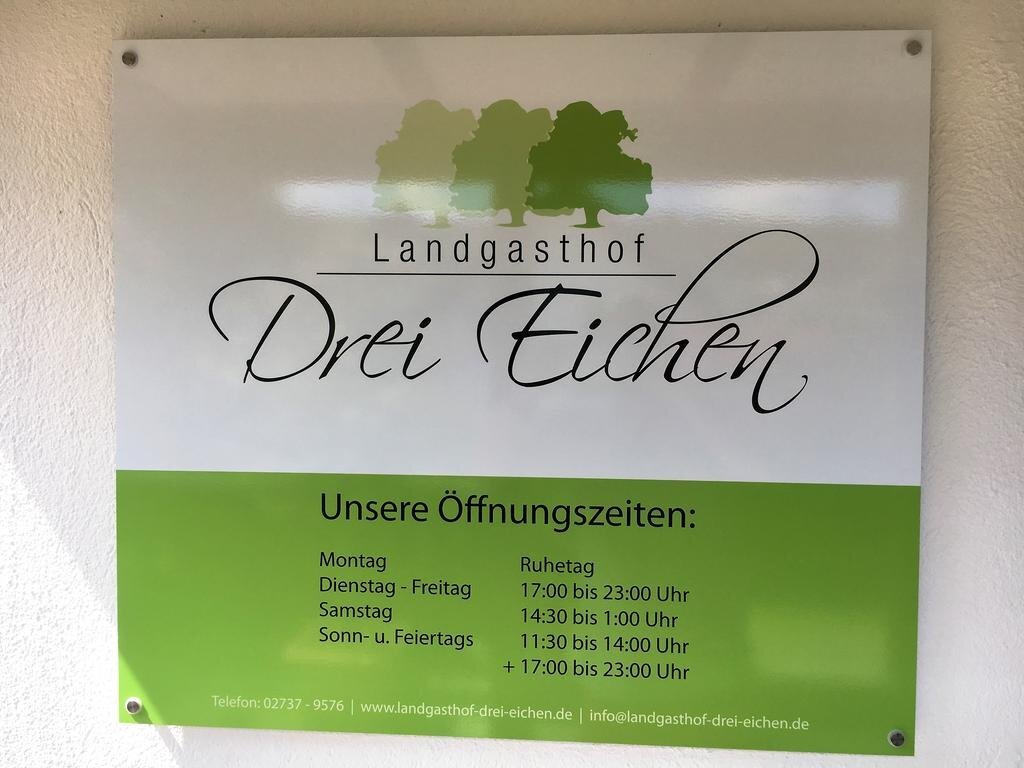 Landgasthof
Drei Eichen
Unsere Öffnungszeiten:
Montag Ruhetag
Dienstag - Freitag 17:00 bis 23:00 Uhr
Samstag 14:30 bis 1:00 Uhr
Sonn- u. Feiertags 11:30 bis 14:00 Uhr
+ 17:00 bis 23:00 Uhr
Telefon: 02737 - 9576 | www.landgasthof-drei-eichen.de | info@landgasthof-drei-eichen.de